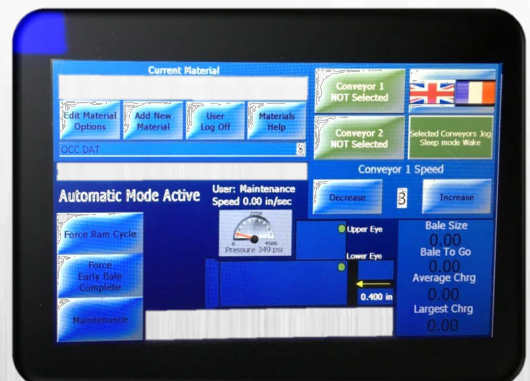 Current Material
Edit Material
Options
Add New
Material
User
Log Off
Materials
Help
OCC DAT
Conveyor 1
NOT Selected
Conveyor 2
NOT Selected
Selected Conveyors Jog
Sleep mode Wake
Conveyor 1 Speed
Decrease
3
Increase
Automatic Mode Active
User: Maintenance
Speed 0.00 in/sec
Force Ram Cycle
Force
Early Bale
Complete
Maintenance
2250
0
4500
Pressure 349 psi
Upper Eye
Lower Eye
0.400 in
Bale Size
0.00
Bale To Go
0.00
Average Chrg
0.00
Largest Chrg
0.00